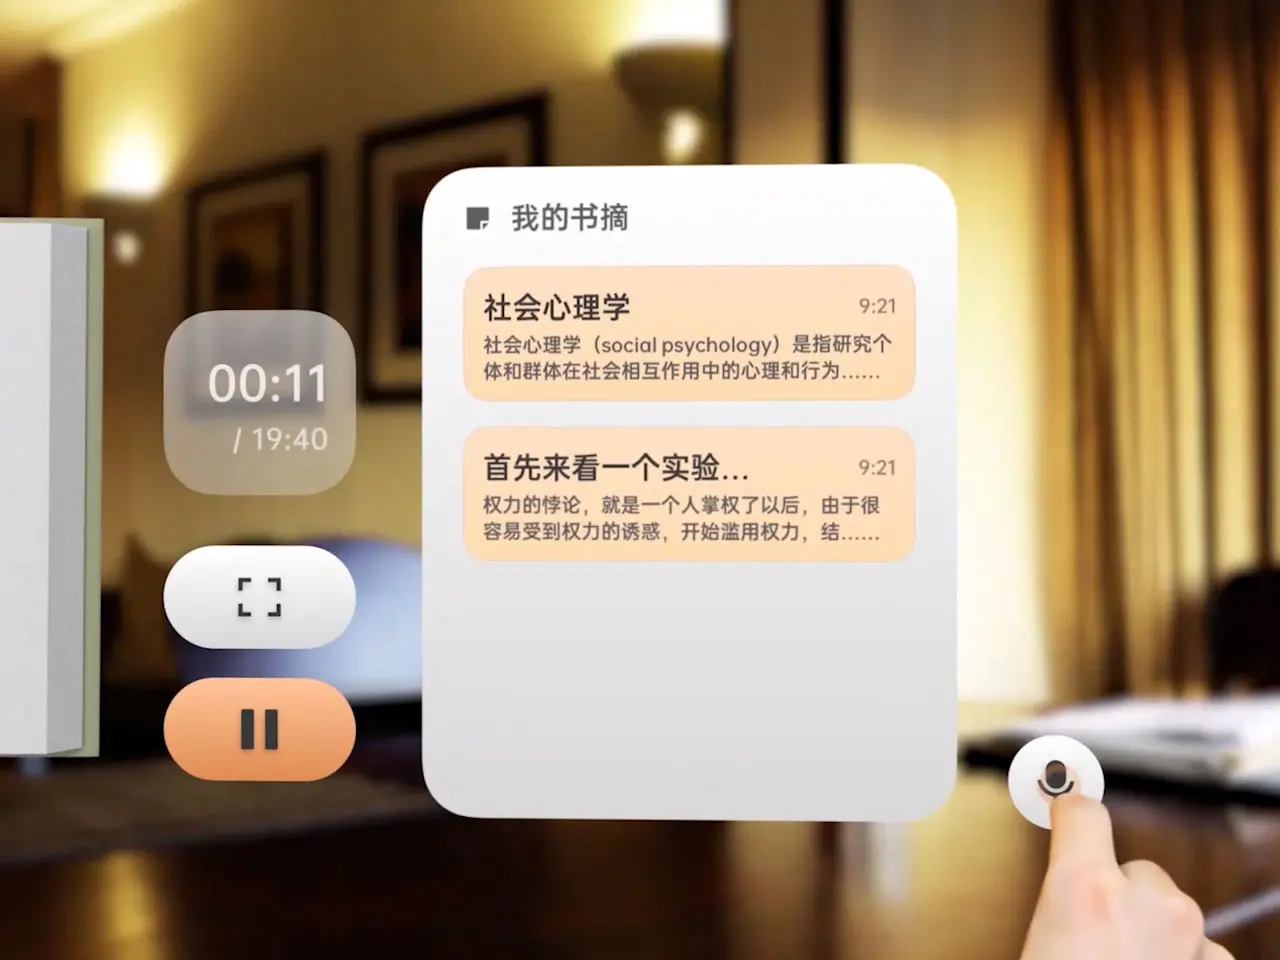 我的书摘
社会心理学 9:21
社会心理学（social psychology）是指研究个
体和群体在社会相互作用中的心理和行为……
首先来看一个实验... 9:21
权力的悖论，就是一个人掌权了以后，由于很
容易受到权力的诱惑，开始滥用权力，结……
00:11
/ 19:40